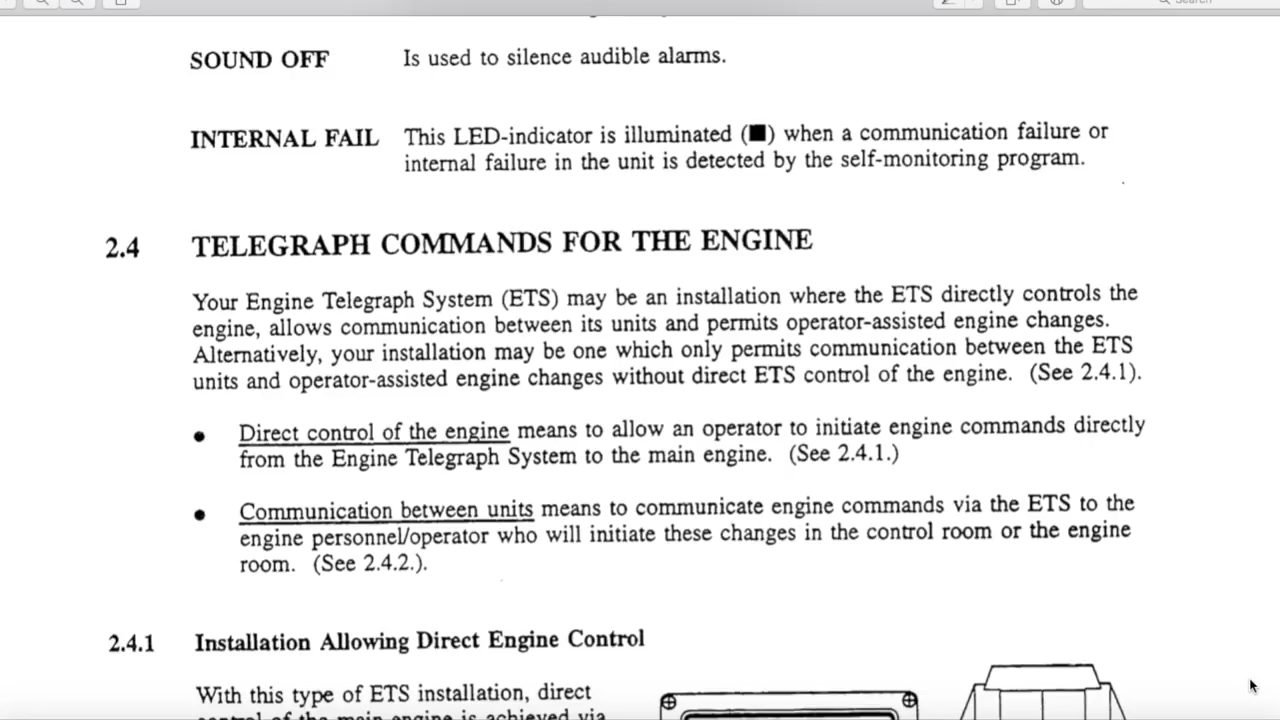 Search
SOUND OFF Is used to silence audible alarms.
INTERNAL FAIL This LED-indicator is illuminated (■) when a communication failure or
internal failure in the unit is detected by the self-monitoring program.
2.4 TELEGRAPH COMMANDS FOR THE ENGINE
Your Engine Telegraph System (ETS) may be an installation where the ETS directly controls the
engine, allows communication between its units and permits operator-assisted engine changes.
Alternatively, your installation may be one which only permits communication between the ETS
units and operator-assisted engine changes without direct ETS control of the engine. (See 2.4.1).
● Direct control of the engine means to allow an operator to initiate engine commands directly
from the Engine Telegraph System to the main engine. (See 2.4.1.)
● Communication between units means to communicate engine commands via the ETS to the
engine personnel/operator who will initiate these changes in the control room or the engine
room. (See 2.4.2.).
2.4.1 Installation Allowing Direct Engine Control
With this type of ETS installation, direct
control of the main engine is achieved via